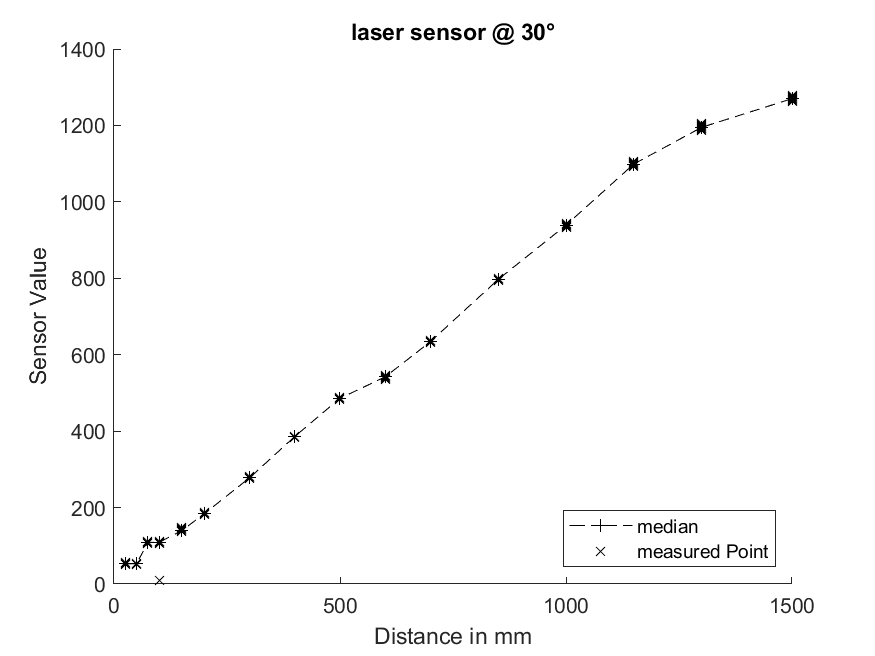 laser sensor @ 30°
1400
1200
1000
800
600
400
200
0
Sensor Value
0 500 1000 1500
Distance in mm
median
measured Point